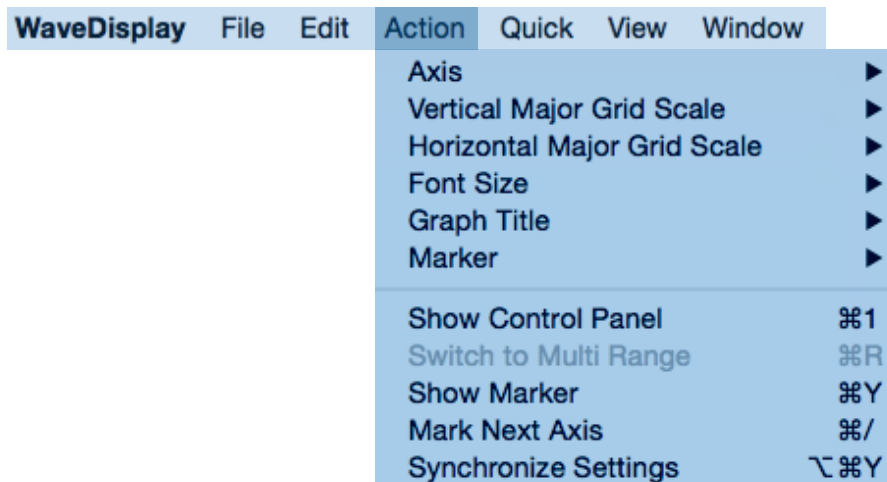 WaveDisplay File Edit Action Quick View Window
Axis ▶
Vertical Major Grid Scale ▶
Horizontal Major Grid Scale ▶
Font Size ▶
Graph Title ▶
Marker ▶
Show Control Panel ⌘1
Switch to Multi Range ⌘R
Show Marker ⌘Y
Mark Next Axis ⌘/
Synchronize Settings ⌥⌘Y